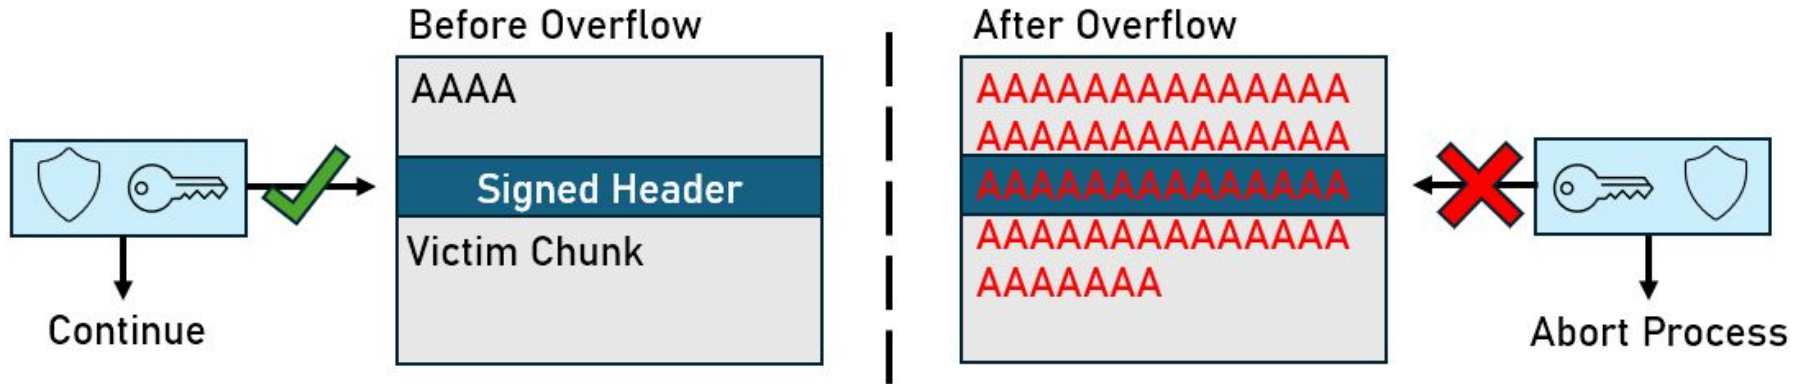 Before Overflow
AAAA
Signed Header
Victim Chunk
Continue
After Overflow
AAAAAAAAAAAAAA
AAAAAAAAAAAAAA
AAAAAAAAAAAAAA
AAAAAAAAAAAAAA
AAAAAAA
Abort Process